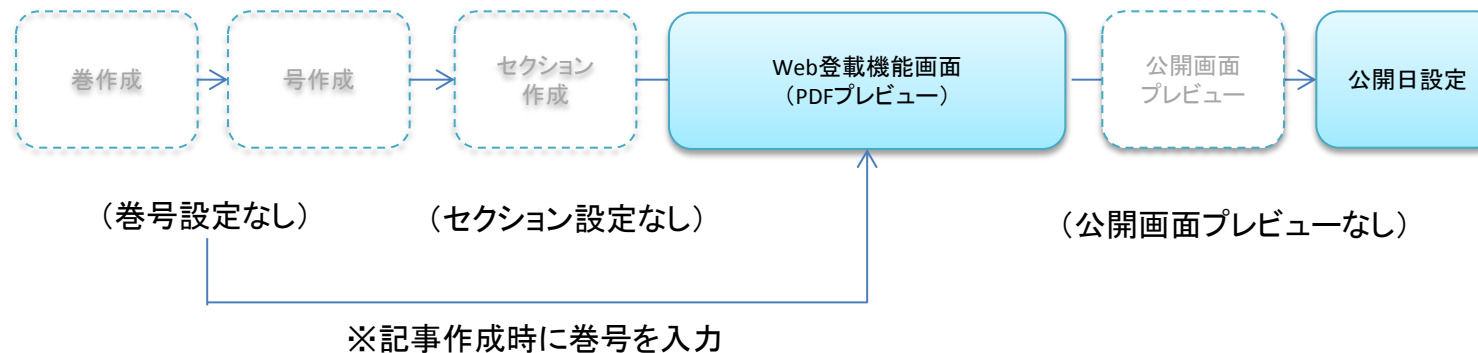 巻作成
号作成
セクション
作成
Web登載機能画面
（PDFプレビュー）
公開画面
プレビュー
公開日設定
（巻号設定なし）
（セクション設定なし）
（公開画面プレビューなし）
※記事作成時に巻号を入力